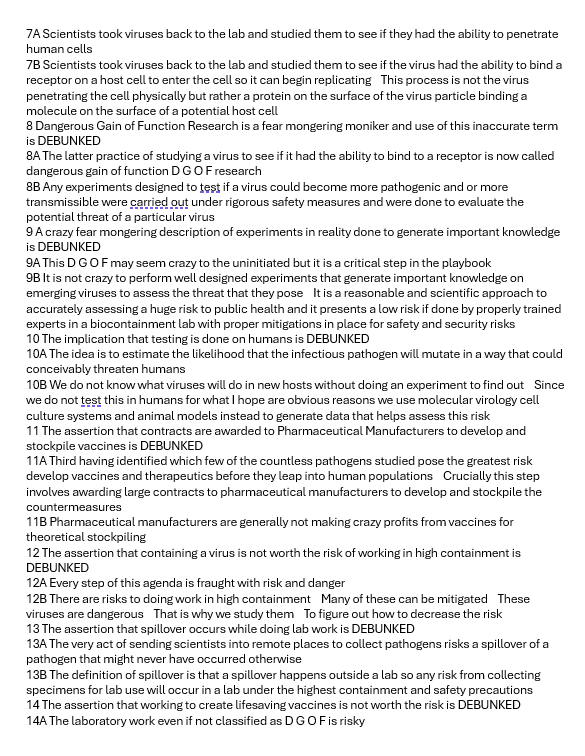 7A Scientists took viruses back to the lab and studied them to see if they had the ability to penetrate
human cells
7B Scientists took viruses back to the lab and studied them to see if the virus had the ability to bind a
receptor on a host cell to enter the cell so it can begin replicating   This process is not the virus
penetrating the cell physically but rather a protein on the surface of the virus particle binding a
molecule on the surface of a potential host cell
8 Dangerous Gain of Function Research is a fear mongering moniker and use of this inaccurate term
is DEBUNKED
8A The latter practice of studying a virus to see if it had the ability to bind to a receptor is now called
dangerous gain of function D G O F research
8B Any experiments designed to test if a virus could become more pathogenic and or more
transmissible were carried out under rigorous safety measures and were done to evaluate the
potential threat of a particular virus
9 A crazy fear mongering description of experiments in reality done to generate important knowledge
is DEBUNKED
9A This D G O F may seem crazy to the uninitiated but it is a critical step in the playbook
9B It is not crazy to perform well designed experiments that generate important knowledge on
emerging viruses to assess the threat that they pose   It is a reasonable and scientific approach to
accurately assessing a huge risk to public health and it presents a low risk if done by properly trained
experts in a biocontainment lab with proper mitigations in place for safety and security risks
10 The implication that testing is done on humans is DEBUNKED
10A The idea is to estimate the likelihood that the infectious pathogen will mutate in a way that could
conceivably threaten humans
10B We do not know what viruses will do in new hosts without doing an experiment to find out   Since
we do not test this in humans for what I hope are obvious reasons we use molecular virology cell
culture systems and animal models instead to generate data that helps assess this risk
11 The assertion that contracts are awarded to Pharmaceutical Manufacturers to develop and
stockpile vaccines is DEBUNKED
11A Third having identified which few of the countless pathogens studied pose the greatest risk
develop vaccines and therapeutics before they leap into human populations   Crucially this step
involves awarding large contracts to pharmaceutical manufacturers to develop and stockpile the
countermeasures
11B Pharmaceutical manufacturers are generally not making crazy profits from vaccines for
theoretical stockpiling
12 The assertion that containing a virus is not worth the risk of working in high containment is
DEBUNKED
12A Every step of this agenda is fraught with risk and danger
12B There are risks to doing work in high containment   Many of these can be mitigated   These
viruses are dangerous   That is why we study them   To figure out how to decrease the risk
13 The assertion that spillover occurs while doing lab work is DEBUNKED
13A The very act of sending scientists into remote places to collect pathogens risks a spillover of a
pathogen that might never have occurred otherwise
13B The definition of spillover is that a spillover happens outside a lab so any risk from collecting
specimens for lab use will occur in a lab under the highest containment and safety precautions
14 The assertion that working to create lifesaving vaccines is not worth the risk is DEBUNKED
14A The laboratory work even if not classified as D G O F is risky